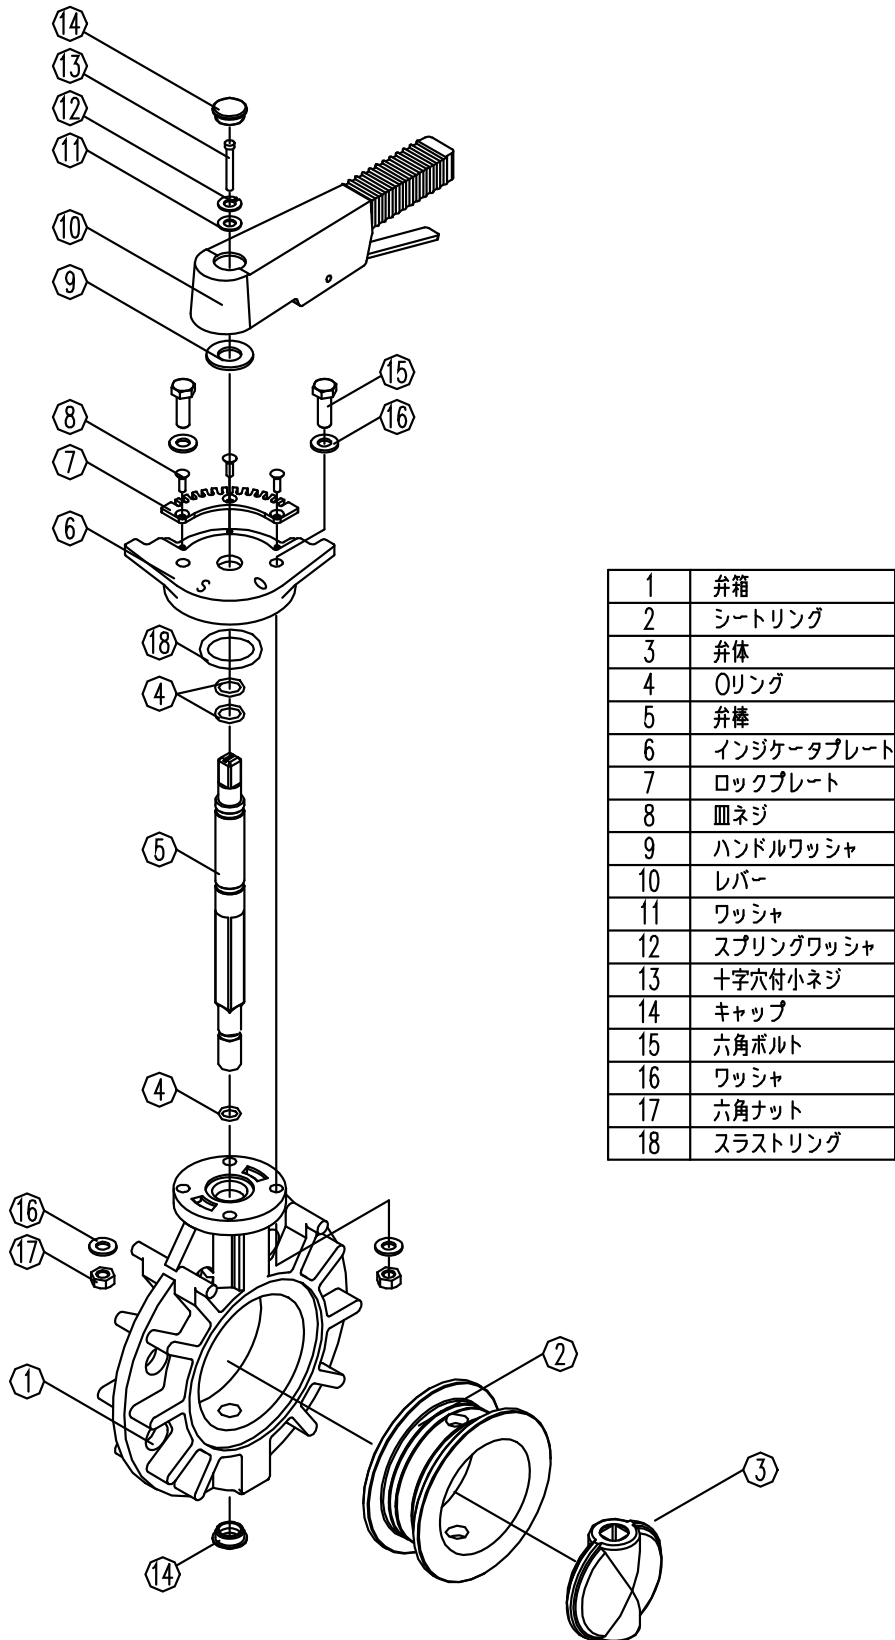 14
13
12
11
10
9
15
8
16
7
6
S O
18
4
5
4
16
17
1
2
3
14
1 弁箱
2 シートリング
3 弁体
4 Oリング
5 弁棒
6 インジケータプレート
7 ロックプレート
8 皿ネジ
9 ハンドルワッシャ
10 レバー
11 ワッシャ
12 スプリングワッシャ
13 十字穴付小ネジ
14 キャップ
15 六角ボルト
16 ワッシャ
17 六角ナット
18 スラストリング